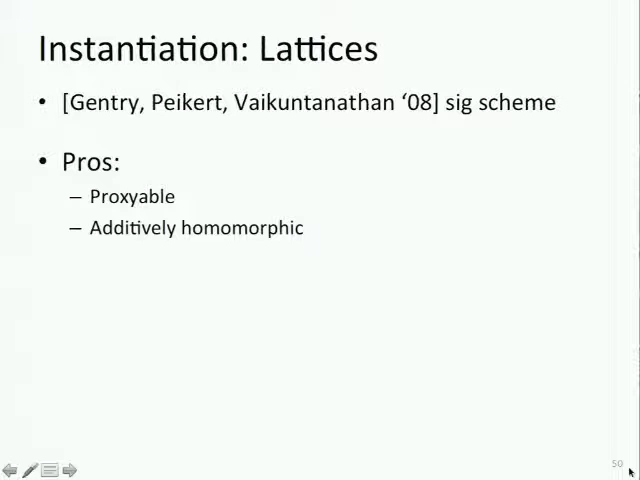 Instantiation: Lattices
• [Gentry, Peikert, Vaikuntanathan ‘08] sig scheme
• Pros:
– Proxyable
– Additively homomorphic
50